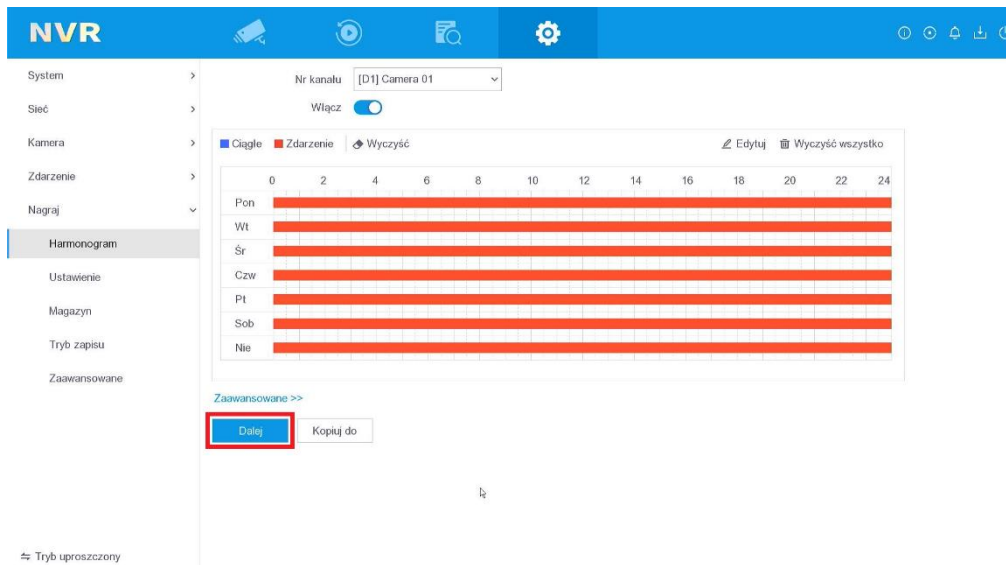 NVR
System
Sieć
Kamera
Zdarzenie
Nagraj
Harmonogram
Ustawienie
Magazyn
Tryb zapisu
Zaawansowane
Tryb uproszczony
Nr kanału [D1] Camera 01
Włącz
Ciągłe Zdarzenie Wyczyść Edytuj Wyczyść wszystko
0 2 4 6 8 10 12 14 16 18 20 22 24
Pon
Wt
Śr
Czw
Pt
Sob
Nie
Zaawansowane >>
Dalej Kopiuj do